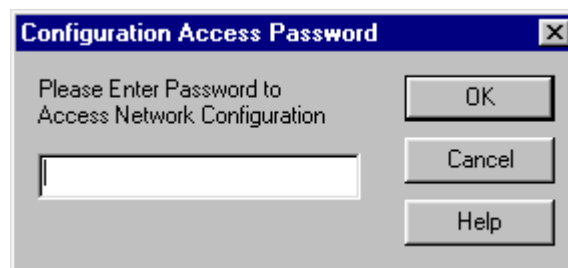 Configuration Access Password
Please Enter Password to
Access Network Configuration
OK
Cancel
Help